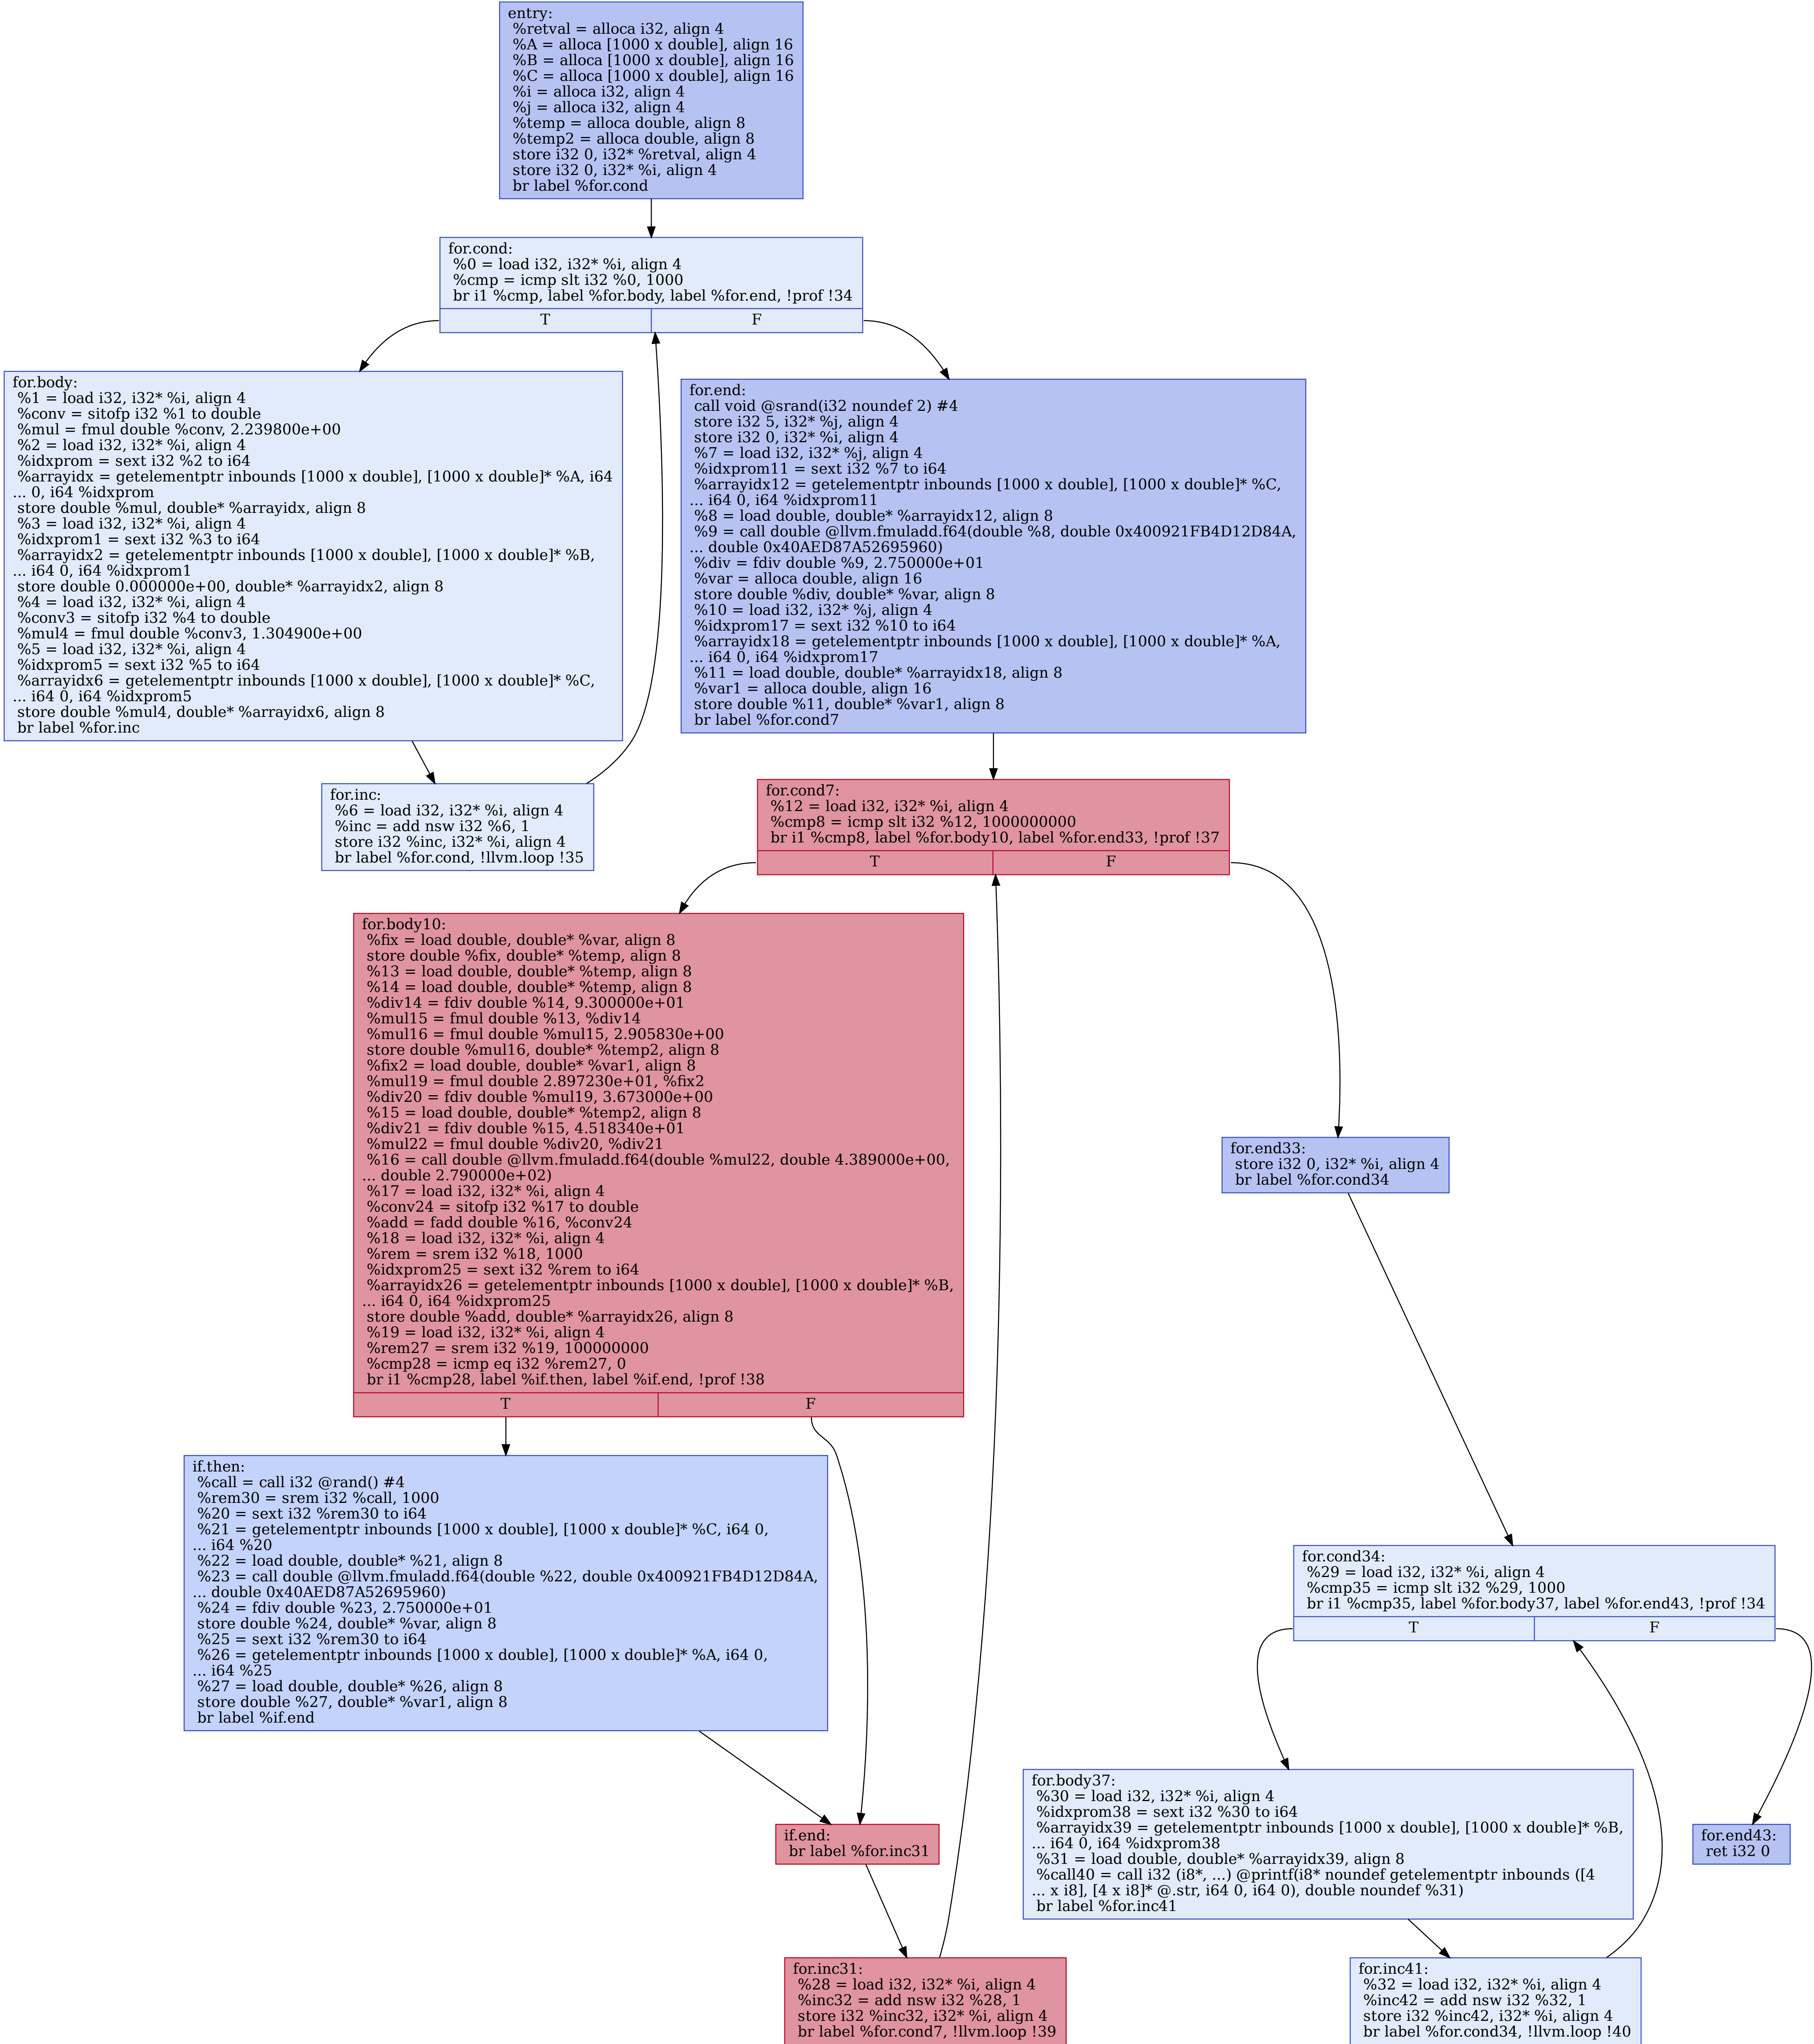 entry:
%retval = alloca i32, align 4
%A = alloca [1000 x double], align 16
%B = alloca [1000 x double], align 16
%C = alloca [1000 x double], align 16
%i = alloca i32, align 4
%j = alloca i32, align 4
%temp = alloca double, align 8
%temp2 = alloca double, align 8
store i32 0, i32* %retval, align 4
store i32 0, i32* %i, align 4
br label %for.cond
for.cond:
%0 = load i32, i32* %i, align 4
%cmp = icmp slt i32 %0, 1000
br i1 %cmp, label %for.body, label %for.end, !prof !34
T
F
for.body:
%1 = load i32, i32* %i, align 4
%conv = sitofp i32 %1 to double
%mul = fmul double %conv, 2.239800e+00
%2 = load i32, i32* %i, align 4
%idxprom = sext i32 %2 to i64
%arrayidx = getelementptr inbounds [1000 x double], [1000 x double]* %A, i64
... 0, i64 %idxprom
store double %mul, double* %arrayidx, align 8
%3 = load i32, i32* %i, align 4
%idxprom1 = sext i32 %3 to i64
%arrayidx2 = getelementptr inbounds [1000 x double], [1000 x double]* %B,
... i64 0, i64 %idxprom1
store double 0.000000e+00, double* %arrayidx2, align 8
%4 = load i32, i32* %i, align 4
%conv3 = sitofp i32 %4 to double
%mul4 = fmul double %conv3, 1.304900e+00
%5 = load i32, i32* %i, align 4
%idxprom5 = sext i32 %5 to i64
%arrayidx6 = getelementptr inbounds [1000 x double], [1000 x double]* %C,
... i64 0, i64 %idxprom5
store double %mul4, double* %arrayidx6, align 8
br label %for.inc
for.end:
call void @srand(i32 noundef 2) #4
store i32 5, i32* %j, align 4
store i32 0, i32* %i, align 4
%7 = load i32, i32* %j, align 4
%idxprom11 = sext i32 %7 to i64
%arrayidx12 = getelementptr inbounds [1000 x double], [1000 x double]* %C,
... i64 0, i64 %idxprom11
%8 = load double, double* %arrayidx12, align 8
%9 = call double @llvm.fmuladd.f64(double %8, double 0x400921FB4D12D84A,
... double 0x40AED87A52695960)
%div = fdiv double %9, 2.750000e+01
%var = alloca double, align 16
store double %div, double* %var, align 8
%10 = load i32, i32* %j, align 4
%idxprom17 = sext i32 %10 to i64
%arrayidx18 = getelementptr inbounds [1000 x double], [1000 x double]* %A,
... i64 0, i64 %idxprom17
%11 = load double, double* %arrayidx18, align 8
%var1 = alloca double, align 16
store double %11, double* %var1, align 8
br label %for.cond7
for.inc:
%6 = load i32, i32* %i, align 4
%inc = add nsw i32 %6, 1
store i32 %inc, i32* %i, align 4
br label %for.cond, !llvm.loop !35
for.cond7:
%12 = load i32, i32* %i, align 4
%cmp8 = icmp slt i32 %12, 1000000000
br i1 %cmp8, label %for.body10, label %for.end33, !prof !37
T
F
for.body10:
%fix = load double, double* %var, align 8
store double %fix, double* %temp, align 8
%13 = load double, double* %temp, align 8
%14 = load double, double* %temp, align 8
%div14 = fdiv double %14, 9.300000e+01
%mul15 = fmul double %13, %div14
%mul16 = fmul double %mul15, 2.905830e+00
store double %mul16, double* %temp2, align 8
%fix2 = load double, double* %var1, align 8
%mul19 = fmul double 2.897230e+01, %fix2
%div20 = fdiv double %mul19, 3.673000e+00
%15 = load double, double* %temp2, align 8
%div21 = fdiv double %15, 4.518340e+01
%mul22 = fmul double %div20, %div21
%16 = call double @llvm.fmuladd.f64(double %mul22, double 4.389000e+00,
... double 2.790000e+02)
%17 = load i32, i32* %i, align 4
%conv24 = sitofp i32 %17 to double
%add = fadd double %16, %conv24
%18 = load i32, i32* %i, align 4
%rem = srem i32 %18, 1000
%idxprom25 = sext i32 %rem to i64
%arrayidx26 = getelementptr inbounds [1000 x double], [1000 x double]* %B,
... i64 0, i64 %idxprom25
store double %add, double* %arrayidx26, align 8
%19 = load i32, i32* %i, align 4
%rem27 = srem i32 %19, 100000000
%cmp28 = icmp eq i32 %rem27, 0
br i1 %cmp28, label %if.then, label %if.end, !prof !38
T
F
for.end33:
store i32 0, i32* %i, align 4
br label %for.cond34
if.then:
%call = call i32 @rand() #4
%rem30 = srem i32 %call, 1000
%20 = sext i32 %rem30 to i64
%21 = getelementptr inbounds [1000 x double], [1000 x double]* %C, i64 0,
... i64 %20
%22 = load double, double* %21, align 8
%23 = call double @llvm.fmuladd.f64(double %22, double 0x400921FB4D12D84A,
... double 0x40AED87A52695960)
%24 = fdiv double %23, 2.750000e+01
store double %24, double* %var, align 8
%25 = sext i32 %rem30 to i64
%26 = getelementptr inbounds [1000 x double], [1000 x double]* %A, i64 0,
... i64 %25
%27 = load double, double* %26, align 8
store double %27, double* %var1, align 8
br label %if.end
for.cond34:
%29 = load i32, i32* %i, align 4
%cmp35 = icmp slt i32 %29, 1000
br i1 %cmp35, label %for.body37, label %for.end43, !prof !34
T
F
if.end:
br label %for.inc31
for.body37:
%30 = load i32, i32* %i, align 4
%idxprom38 = sext i32 %30 to i64
%arrayidx39 = getelementptr inbounds [1000 x double], [1000 x double]* %B,
... i64 0, i64 %idxprom38
%31 = load double, double* %arrayidx39, align 8
%call40 = call i32 (i8*, ...) @printf(i8* noundef getelementptr inbounds ([4
... x i8], [4 x i8]* @.str, i64 0, i64 0), double noundef %31)
br label %for.inc41
for.end43:
ret i32 0
for.inc31:
%28 = load i32, i32* %i, align 4
%inc32 = add nsw i32 %28, 1
store i32 %inc32, i32* %i, align 4
br label %for.cond7, !llvm.loop !39
for.inc41:
%32 = load i32, i32* %i, align 4
%inc42 = add nsw i32 %32, 1
store i32 %inc42, i32* %i, align 4
br label %for.cond34, !llvm.loop !40